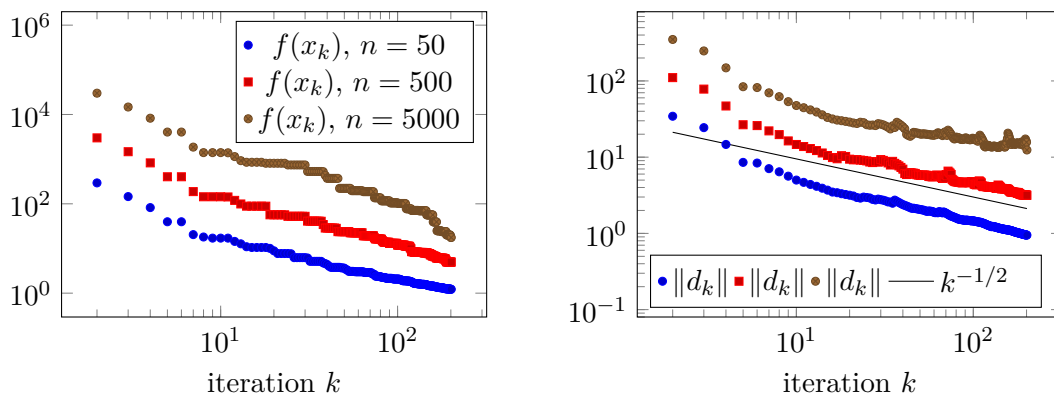 10^6
10^4
10^2
10^0
f(x_k), n = 50
f(x_k), n = 500
f(x_k), n = 5000
10^1
10^2
iteration k
10^2
10^1
10^0
10^{-1}
‖d_k‖ ‖d_k‖ ‖d_k‖ k^{-1/2}
10^1
10^2
iteration k